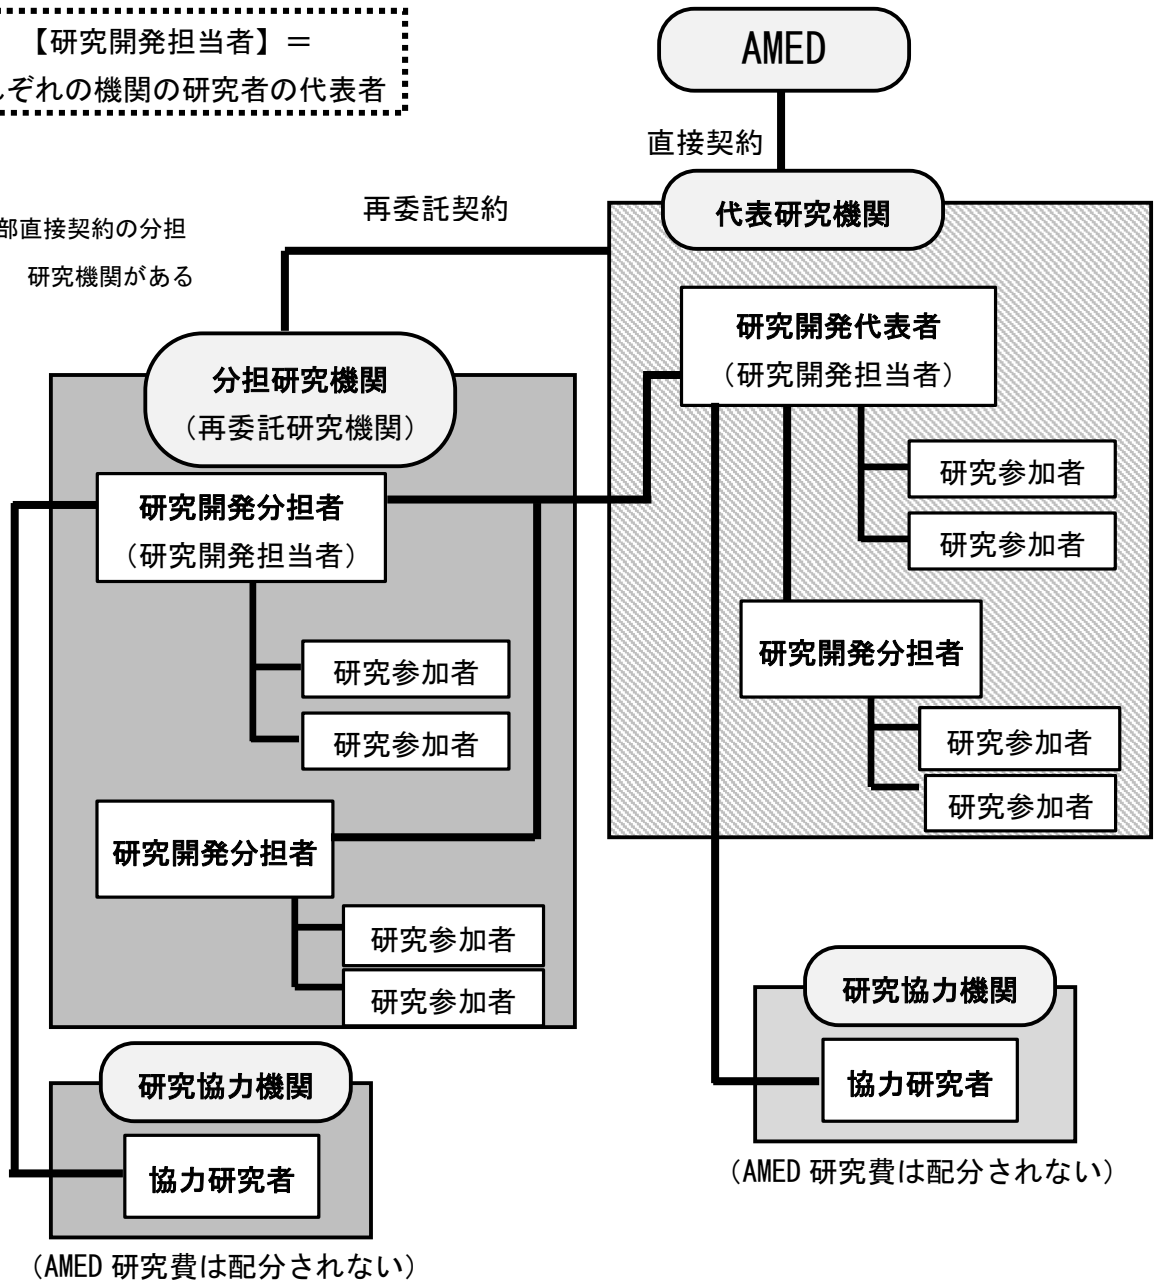 【研究開発担当者】＝
ぞれの機関の研究者の代表者
AMED
直接契約
再委託契約
代表研究機関
部直接契約の分担
研究機関がある
研究開発代表者
（研究開発担当者）
研究参加者
研究参加者
研究開発分担者
研究参加者
研究参加者
分担研究機関
（再委託研究機関）
研究開発分担者
（研究開発担当者）
研究参加者
研究参加者
研究開発分担者
研究参加者
研究参加者
研究協力機関
協力研究者
（AMED 研究費は配分されない）
研究協力機関
協力研究者
（AMED 研究費は配分されない）